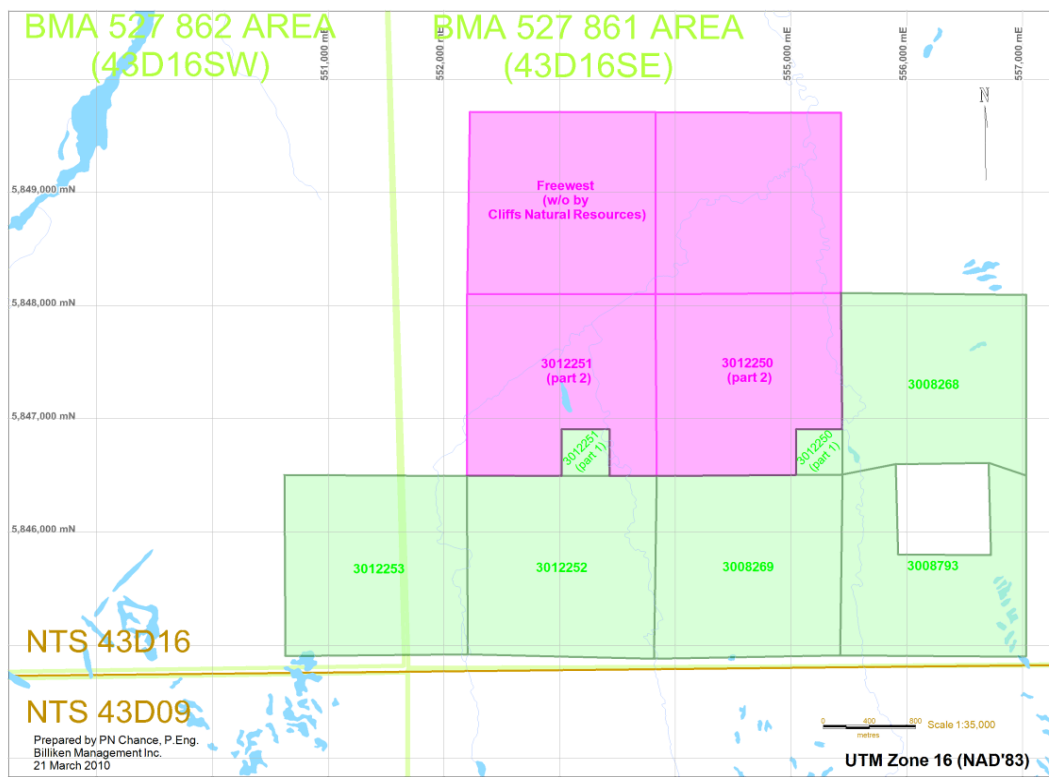 BMA 527 862 AREA
(43D16SW)
BMA 527 861 AREA
(43D16SE)
551,000 mE
552,000 mE
555,000 mE
556,000 mE
557,000 mE
N
5,849,000 mN
5,848,000 mN
5,847,000 mN
5,846,000 mN
Freewest
(w/o by
Cliffs Natural Resources)
3012251
(part 2)
3012250
(part 2)
3008268
3012251
(part 1)
3012250
(part 1)
3012253
3012252
3008269
3008793
NTS 43D16
NTS 43D09
Prepared by PN Chance, P.Eng.
Billiken Management Inc.
21 March 2010
0 400 800
metres
Scale 1:35,000
UTM Zone 16 (NAD'83)